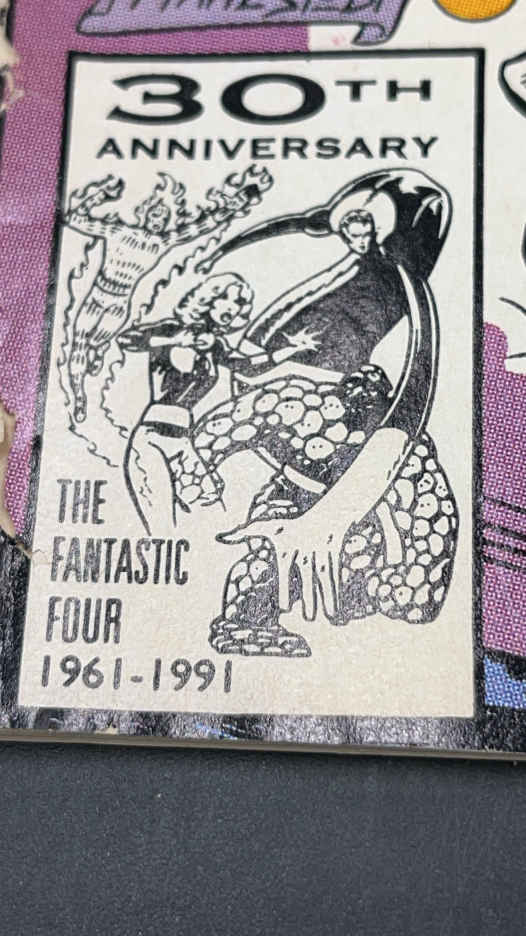 30TH
ANNIVERSARY
THE
FANTASTIC
FOUR
1961-1991